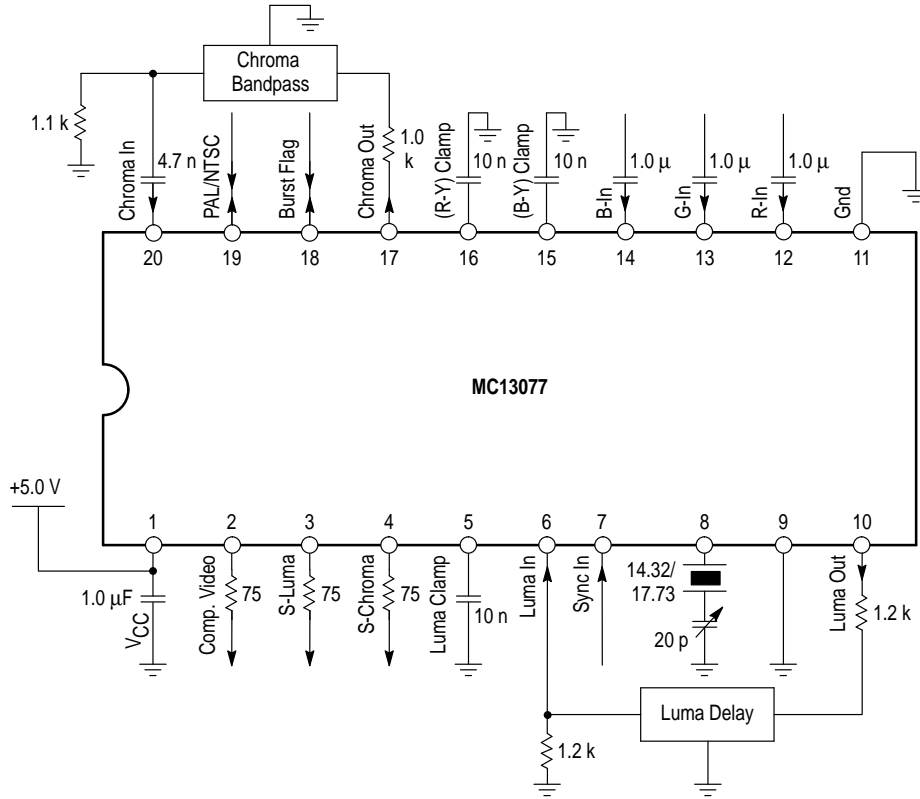 Chroma
Bandpass
1.1 k
Chroma In
4.7 n
PAL/NTSC
Burst Flag
Chroma Out
1.0
k
(R-Y) Clamp
10 n
(B-Y) Clamp
10 n
B-In
1.0 µ
G-In
1.0 µ
R-In
1.0 µ
Gnd
20
19
18
17
16
15
14
13
12
11
MC13077
+5.0 V
1
2
3
4
5
6
7
8
9
10
1.0 µF
VCC
Comp. Video
75
S-Luma
75
S-Chroma
75
Luma Clamp
10 n
Luma In
Sync In
14.32/
17.73
20 p
Luma Out
1.2 k
Luma Delay
1.2 k